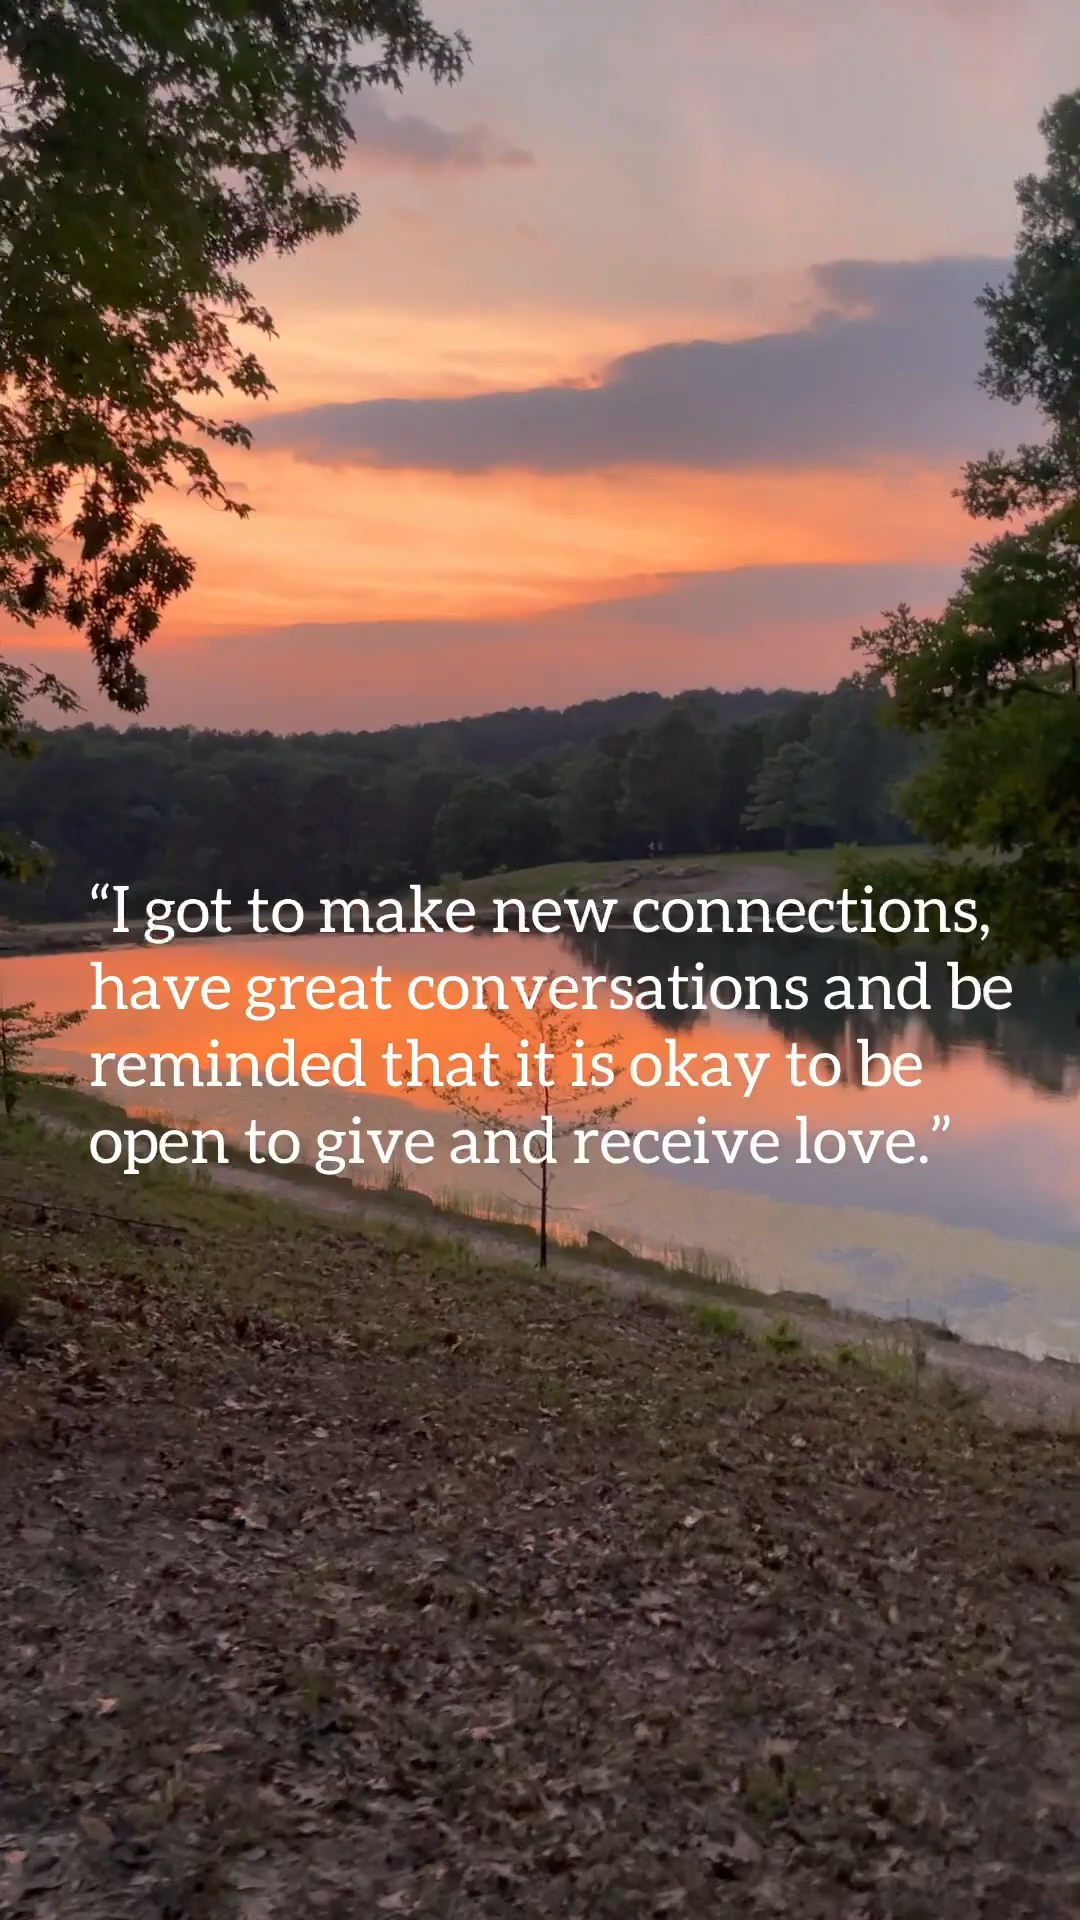 “I got to make new connections,
have great conversations and be
reminded that it is okay to be
open to give and receive love.”